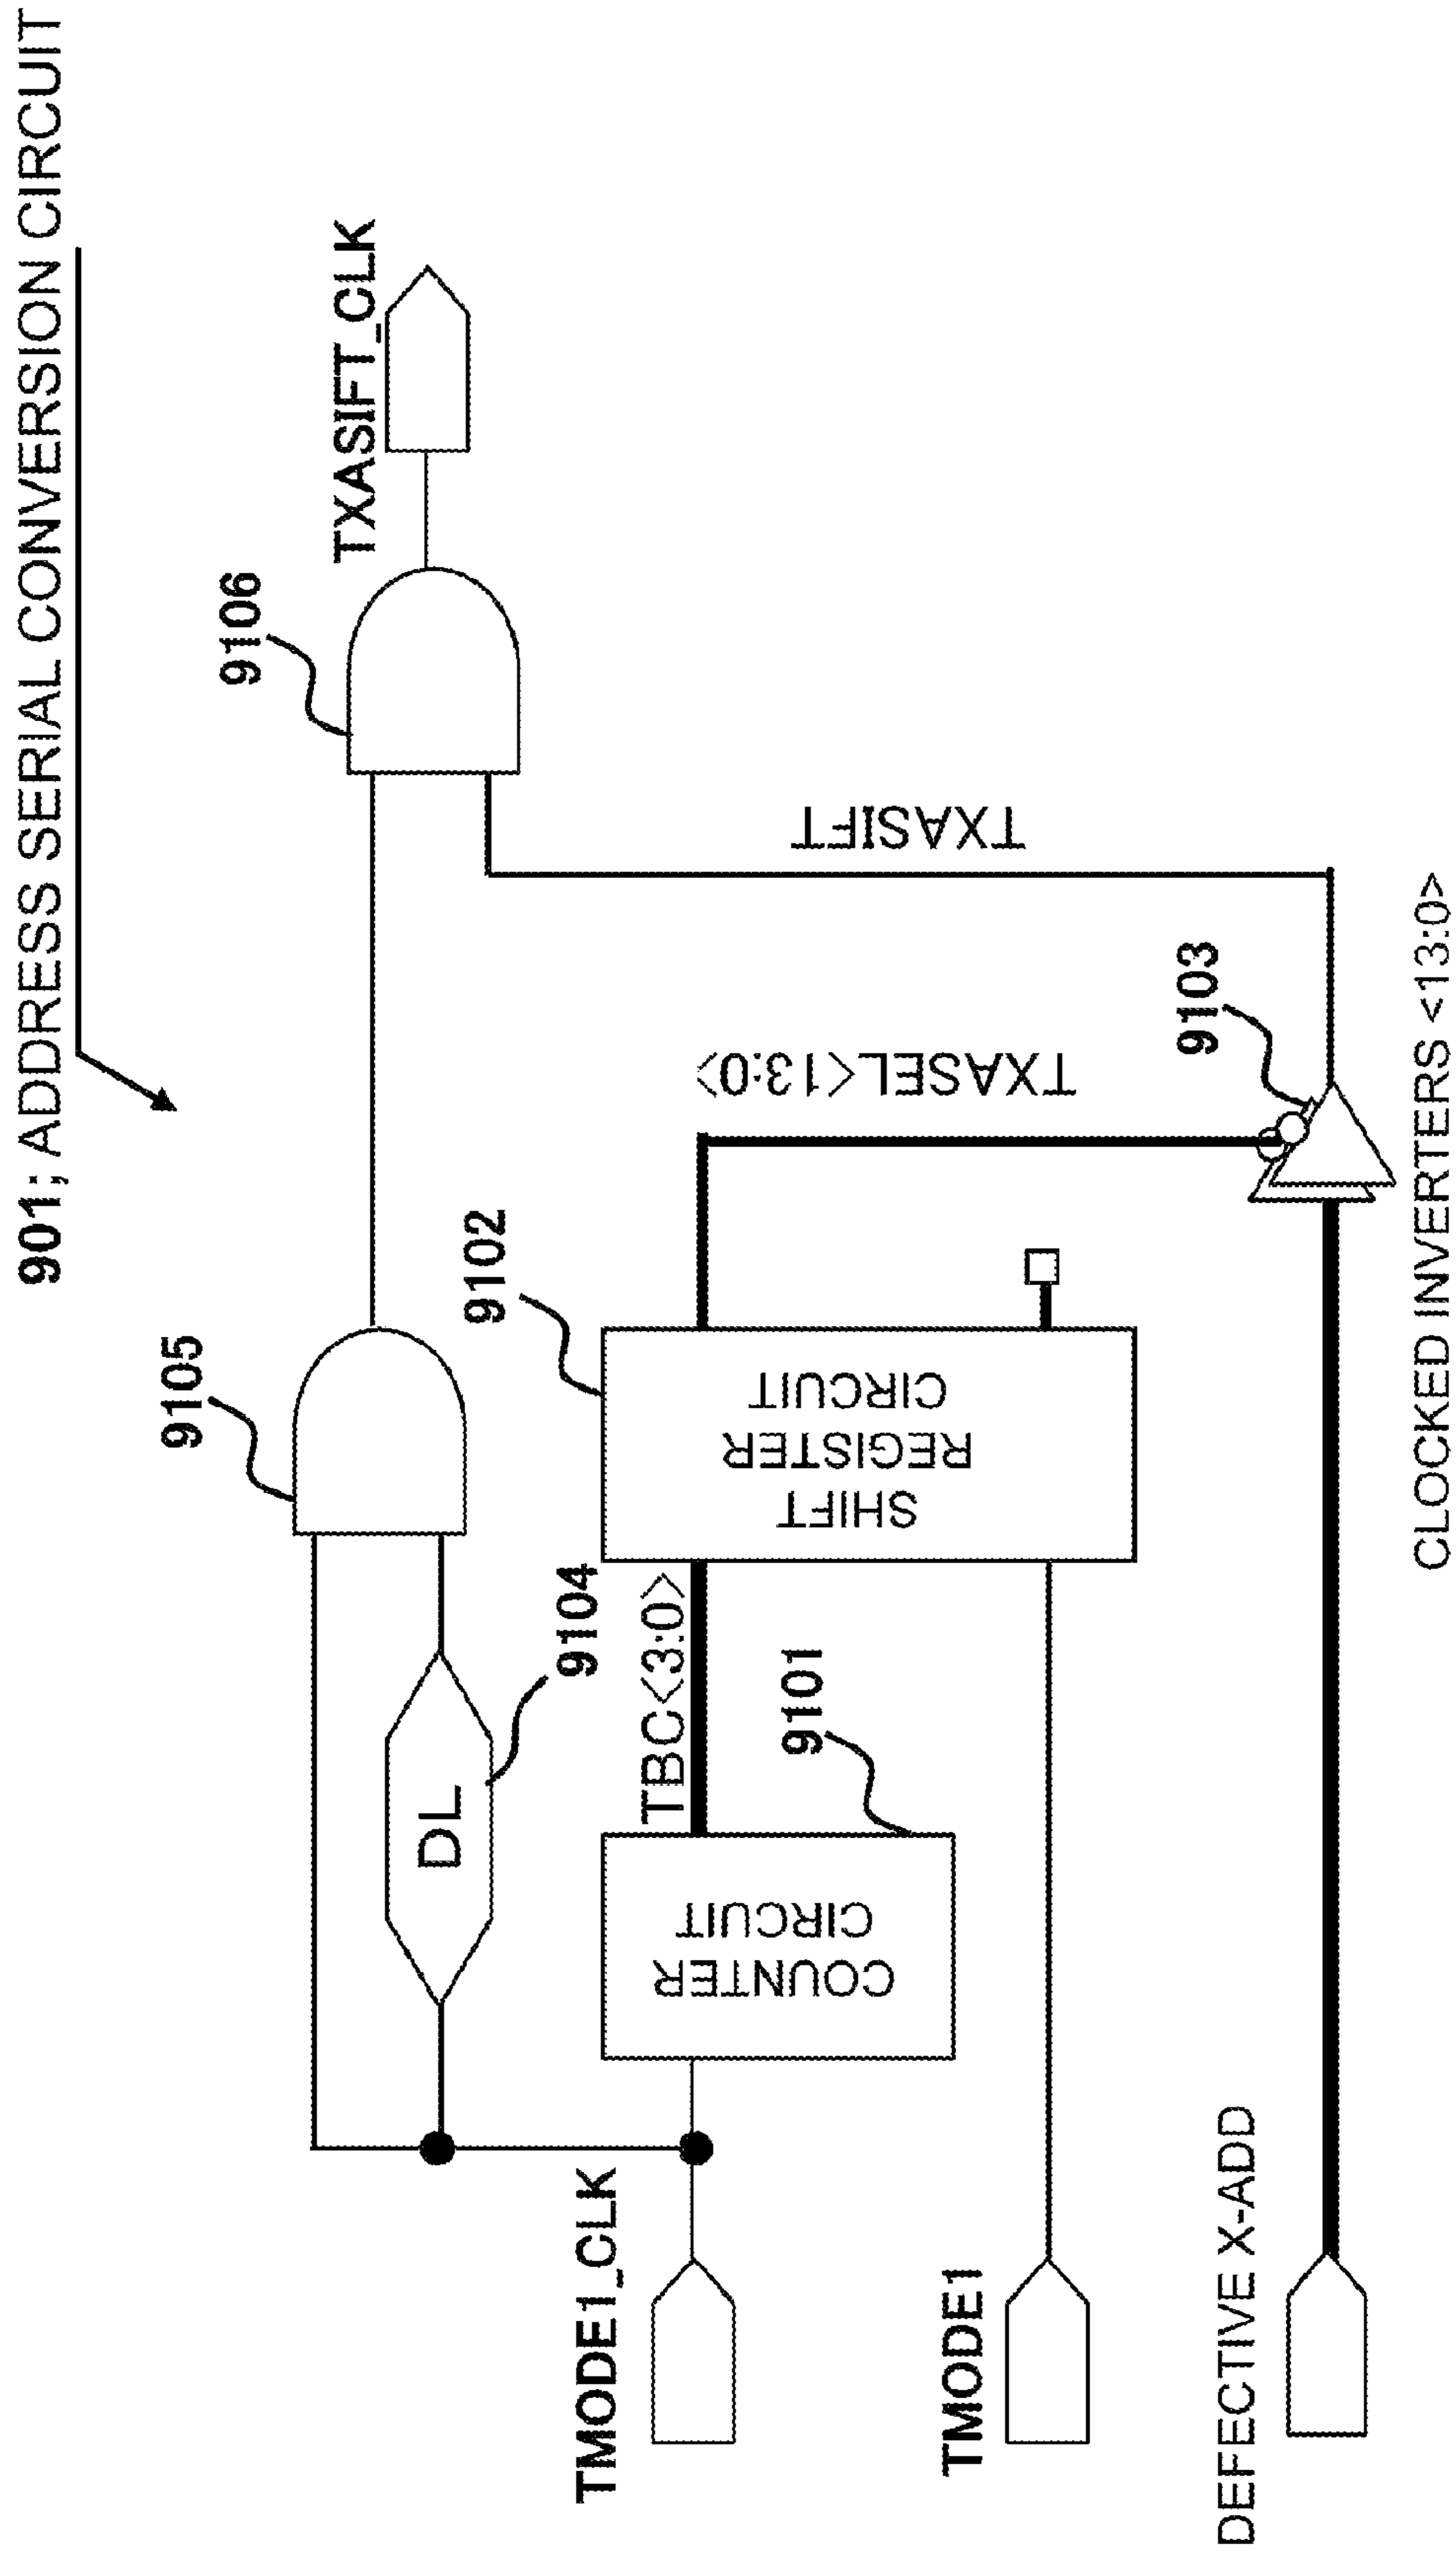 901; ADDRESS SERIAL CONVERSION CIRCUIT
TMODE1_CLK
DL
9104
9105
9106
TXASIFT_CLK
COUNTER
CIRCUIT
9101
TBC<3:0>
SHIFT
REGISTER
CIRCUIT
9102
TXASEL<13:0>
TXASIFT
TMODE1
DEFECTIVE X-ADD
9103
CLOCKED INVERTERS <13:0>